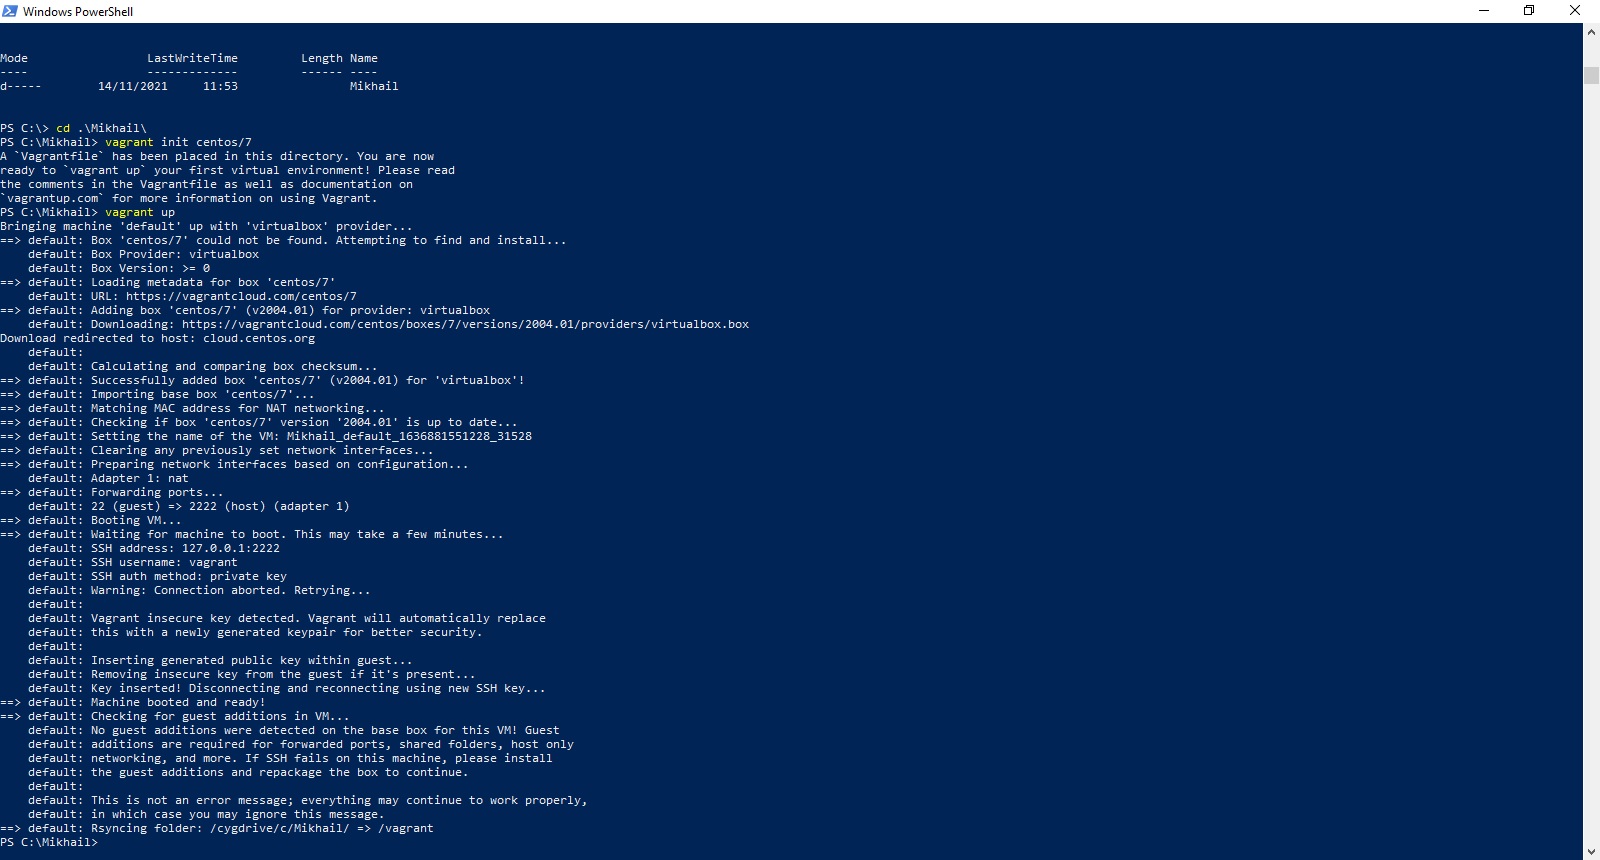 Windows PowerShell
Mode LastWriteTime Length Name
---- ------------- ------ ----
d----- 14/11/2021 11:53 Mikhail
PS C:\> cd .\Mikhail\
PS C:\Mikhail> vagrant init centos/7
A `Vagrantfile` has been placed in this directory. You are now
ready to `vagrant up` your first virtual environment! Please read
the comments in the Vagrantfile as well as documentation on
`vagrantup.com` for more information on using Vagrant.
PS C:\Mikhail> vagrant up
Bringing machine 'default' up with 'virtualbox' provider...
==> default: Box 'centos/7' could not be found. Attempting to find and install...
    default: Box Provider: virtualbox
    default: Box Version: >= 0
==> default: Loading metadata for box 'centos/7'
    default: URL: https://vagrantcloud.com/centos/7
==> default: Adding box 'centos/7' (v2004.01) for provider: virtualbox
    default: Downloading: https://vagrantcloud.com/centos/boxes/7/versions/2004.01/providers/virtualbox.box
Download redirected to host: cloud.centos.org
    default:
    default: Calculating and comparing box checksum...
==> default: Successfully added box 'centos/7' (v2004.01) for 'virtualbox'!
==> default: Importing base box 'centos/7'...
==> default: Matching MAC address for NAT networking...
==> default: Checking if box 'centos/7' version '2004.01' is up to date...
==> default: Setting the name of the VM: Mikhail_default_1636881551228_31528
==> default: Clearing any previously set network interfaces...
==> default: Preparing network interfaces based on configuration...
    default: Adapter 1: nat
==> default: Forwarding ports...
    default: 22 (guest) => 2222 (host) (adapter 1)
==> default: Booting VM...
==> default: Waiting for machine to boot. This may take a few minutes...
    default: SSH address: 127.0.0.1:2222
    default: SSH username: vagrant
    default: SSH auth method: private key
    default: Warning: Connection aborted. Retrying...
    default:
    default: Vagrant insecure key detected. Vagrant will automatically replace
    default: this with a newly generated keypair for better security.
    default:
    default: Inserting generated public key within guest...
    default: Removing insecure key from the guest if it's present...
    default: Key inserted! Disconnecting and reconnecting using new SSH key...
==> default: Machine booted and ready!
==> default: Checking for guest additions in VM...
    default: No guest additions were detected on the base box for this VM! Guest
    default: additions are required for forwarded ports, shared folders, host only
    default: networking, and more. If SSH fails on this machine, please install
    default: the guest additions and repackage the box to continue.
    default:
    default: This is not an error message; everything may continue to work properly,
    default: in which case you may ignore this message.
==> default: Rsyncing folder: /cygdrive/c/Mikhail/ => /vagrant
PS C:\Mikhail>